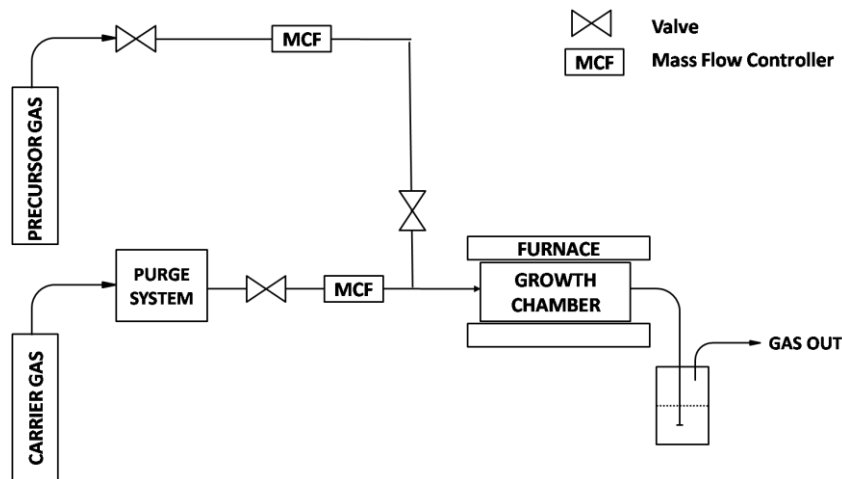 Valve
MCF
MCF
Mass Flow Controller
PRECURSOR GAS
PURGE
SYSTEM
MCF
FURNACE
GROWTH
CHAMBER
GAS OUT
CARRIER GAS